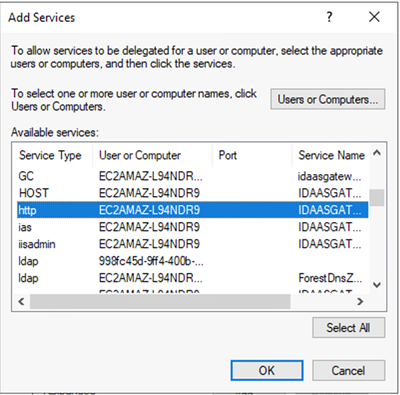 Add Services
?
To allow services to be delegated for a user or computer, select the appropriate
users or computers, and then click the services.
To select one or more user or computer names, click
Users or Computers.
Users or Computers...
Available services:
Service Type User or Computer Port Service Name
GC EC2AMAZ-L94NDR... idaasgatew...
HOST EC2AMAZ-L94NDR9 IDAASGAT...
http EC2AMAZ-L94NDR9 IDAASGAT...
ias EC2AMAZ-L94NDR9 IDAASGAT...
iisadmin EC2AMAZ-L94NDR9 IDAASGAT...
ldap 998fc45d-9ff4-400b-...
ldap EC2AMAZ-L94NDR9 ForestDnsZ...
Select All
OK Cancel